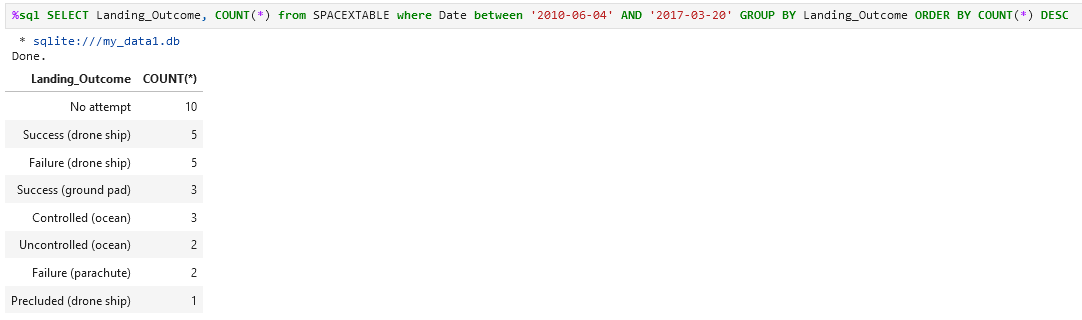 %sql SELECT Landing_Outcome, COUNT(*) from SPACEXTABLE where Date between '2010-06-04' AND '2017-03-20' GROUP BY Landing_Outcome ORDER BY COUNT(*) DESC
* sqlite:///my_data1.db
Done.
Landing_Outcome COUNT(*)
No attempt 10
Success (drone ship) 5
Failure (drone ship) 5
Success (ground pad) 3
Controlled (ocean) 3
Uncontrolled (ocean) 2
Failure (parachute) 2
Precluded (drone ship) 1